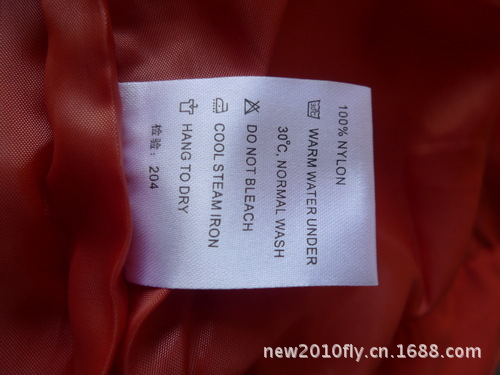 100% NYLON
WARM WATER UNDER
30°C, NORMAL WASH
DO NOT BLEACH
COOL STEAM IRON
HANG TO DRY
检验：204
new2010fly.cn.1688.com